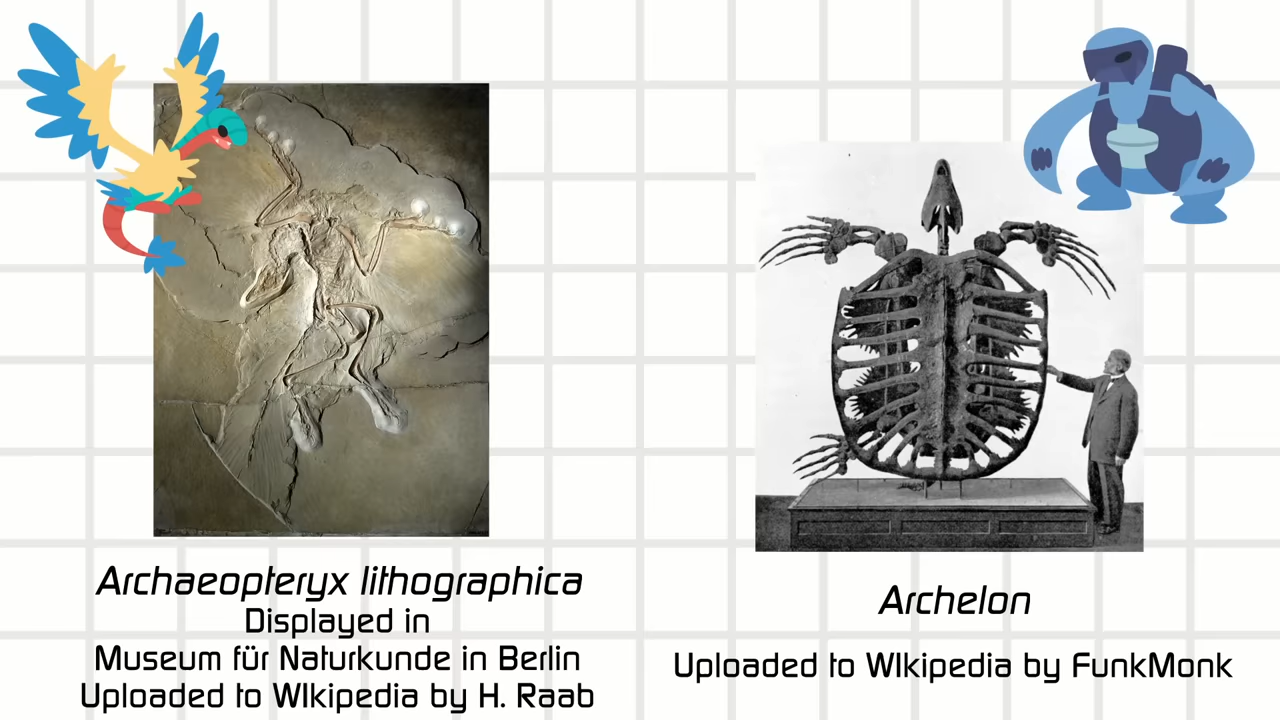 Archaeopteryx lithographica
Displayed in
Museum für Naturkunde in Berlin
Uploaded to WIkipedia by H. Raab
Archelon
Uploaded to WIkipedia by FunkMonk